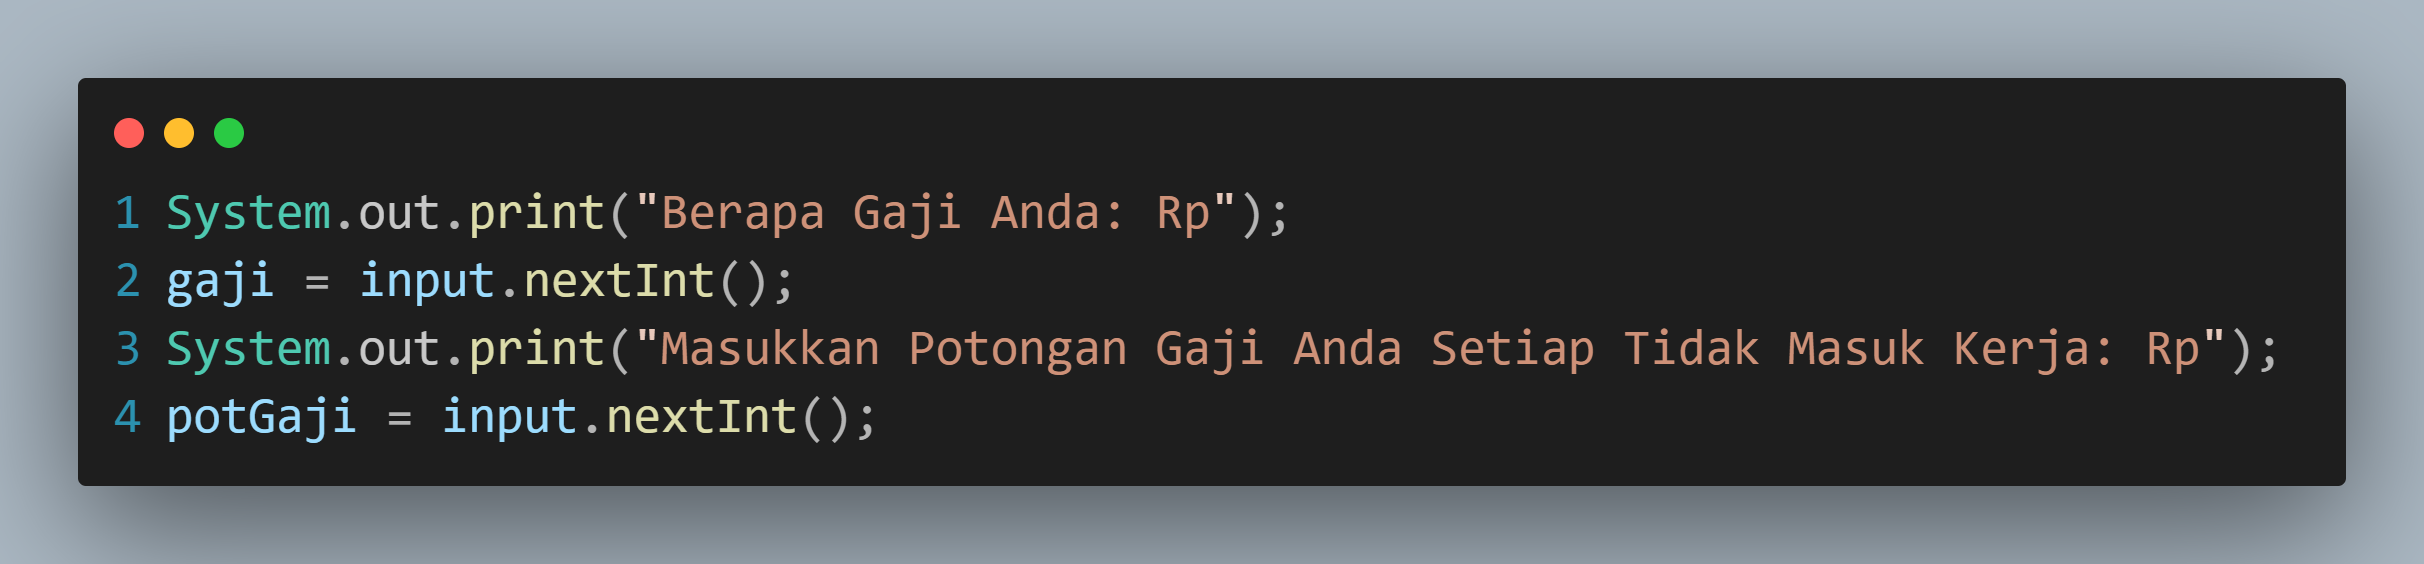 1 System.out.print("Berapa Gaji Anda: Rp");
2 gaji = input.nextInt();
3 System.out.print("Masukkan Potongan Gaji Anda Setiap Tidak Masuk Kerja: Rp");
4 potGaji = input.nextInt();